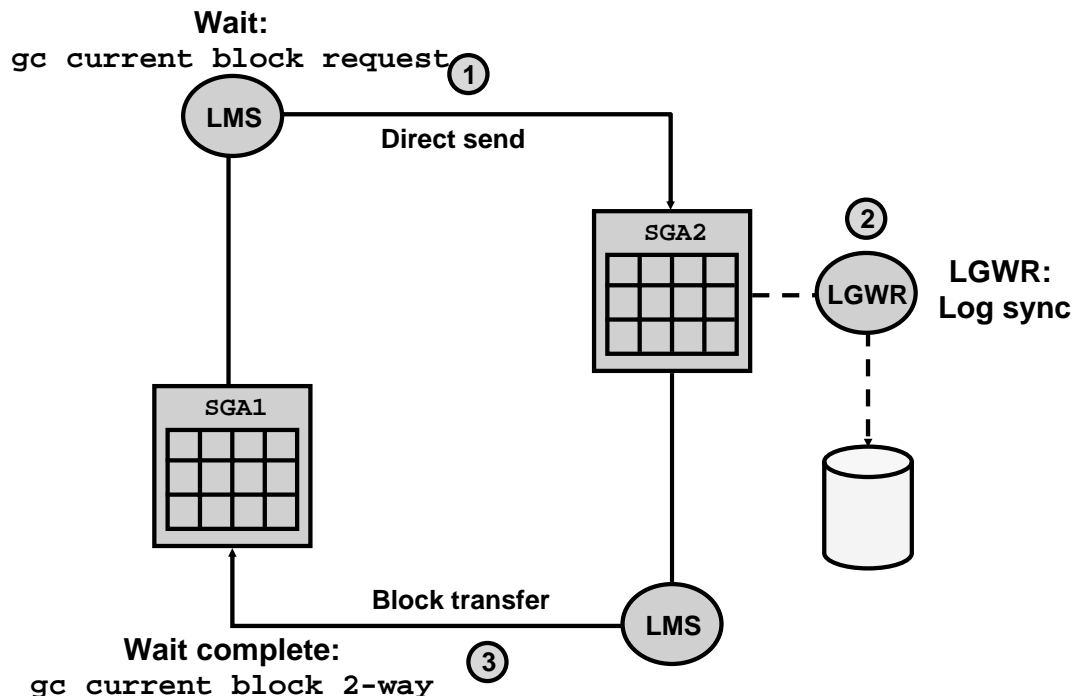 Wait:
gc current block request
1
LMS
Direct send
SGA2
2
LGWR
LGWR:
Log sync
SGA1
Block transfer
LMS
Wait complete:
3
gc current block 2-way